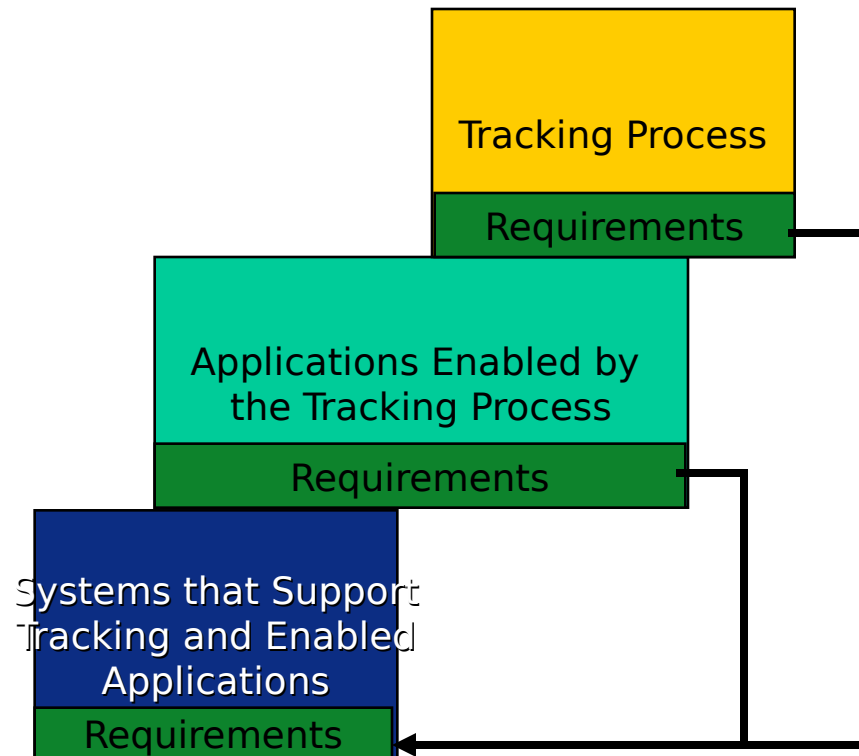 Tracking Process
Requirements
Applications Enabled by
the Tracking Process
Requirements
Systems that Support
Tracking and Enabled
Applications
Requirements